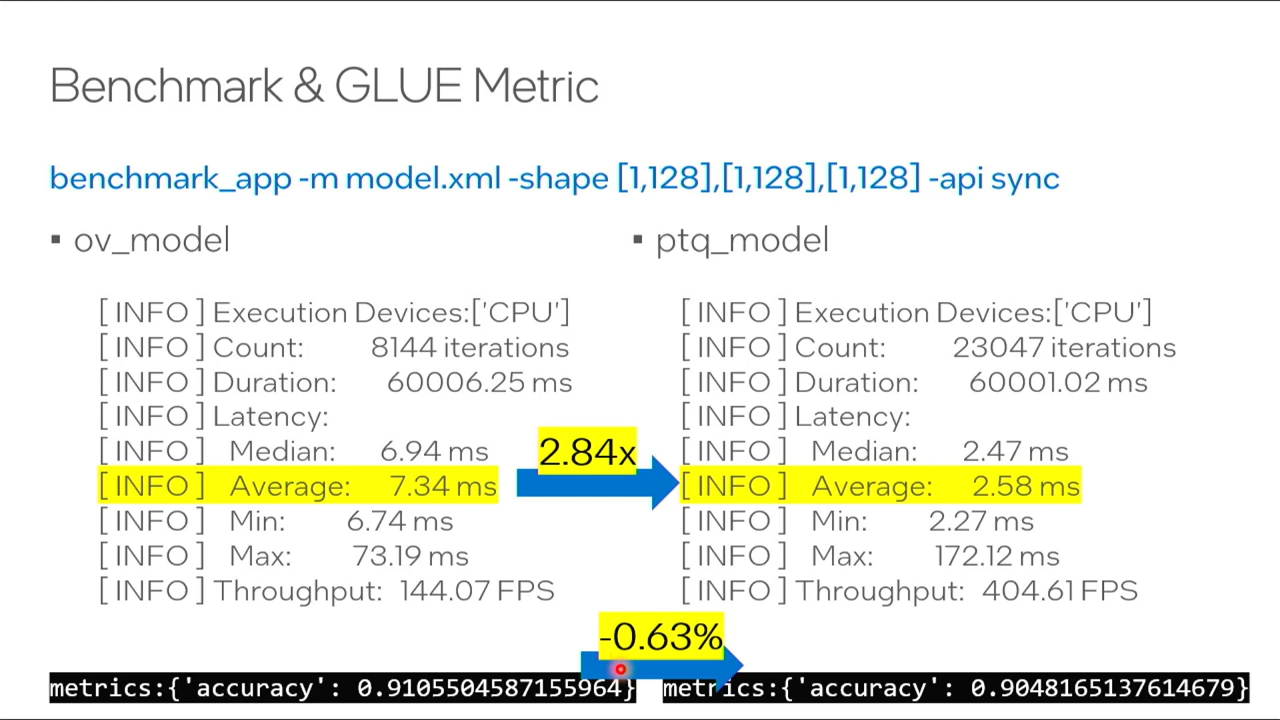 Benchmark & GLUE Metric
benchmark_app -m model.xml -shape [1,128],[1,128],[1,128] -api sync
▪ ov_model
[ INFO ] Execution Devices:['CPU']
[ INFO ] Count: 8144 iterations
[ INFO ] Duration: 60006.25 ms
[ INFO ] Latency:
[ INFO ] Median: 6.94 ms
[ INFO ] Average: 7.34 ms
[ INFO ] Min: 6.74 ms
[ INFO ] Max: 73.19 ms
[ INFO ] Throughput: 144.07 FPS
2.84x
▪ ptq_model
[ INFO ] Execution Devices:['CPU']
[ INFO ] Count: 23047 iterations
[ INFO ] Duration: 60001.02 ms
[ INFO ] Latency:
[ INFO ] Median: 2.47 ms
[ INFO ] Average: 2.58 ms
[ INFO ] Min: 2.27 ms
[ INFO ] Max: 172.12 ms
[ INFO ] Throughput: 404.61 FPS
-0.63%
metrics:{'accuracy': 0.9105504587155964}
metrics:{'accuracy': 0.9048165137614679}